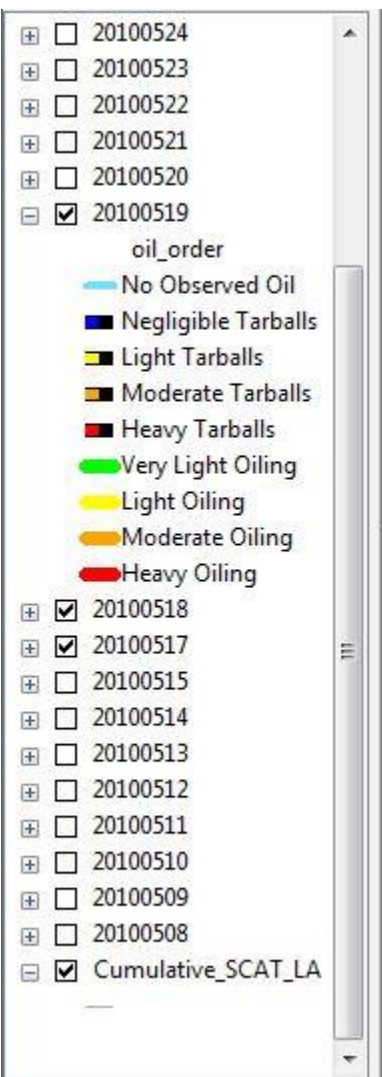 20100524
20100523
20100522
20100521
20100520
20100519
oil_order
No Observed Oil
Negligible Tarballs
Light Tarballs
Moderate Tarballs
Heavy Tarballs
Very Light Oiling
Light Oiling
Moderate Oiling
Heavy Oiling
20100518
20100517
20100515
20100514
20100513
20100512
20100511
20100510
20100509
20100508
Cumulative_SCAT_LA